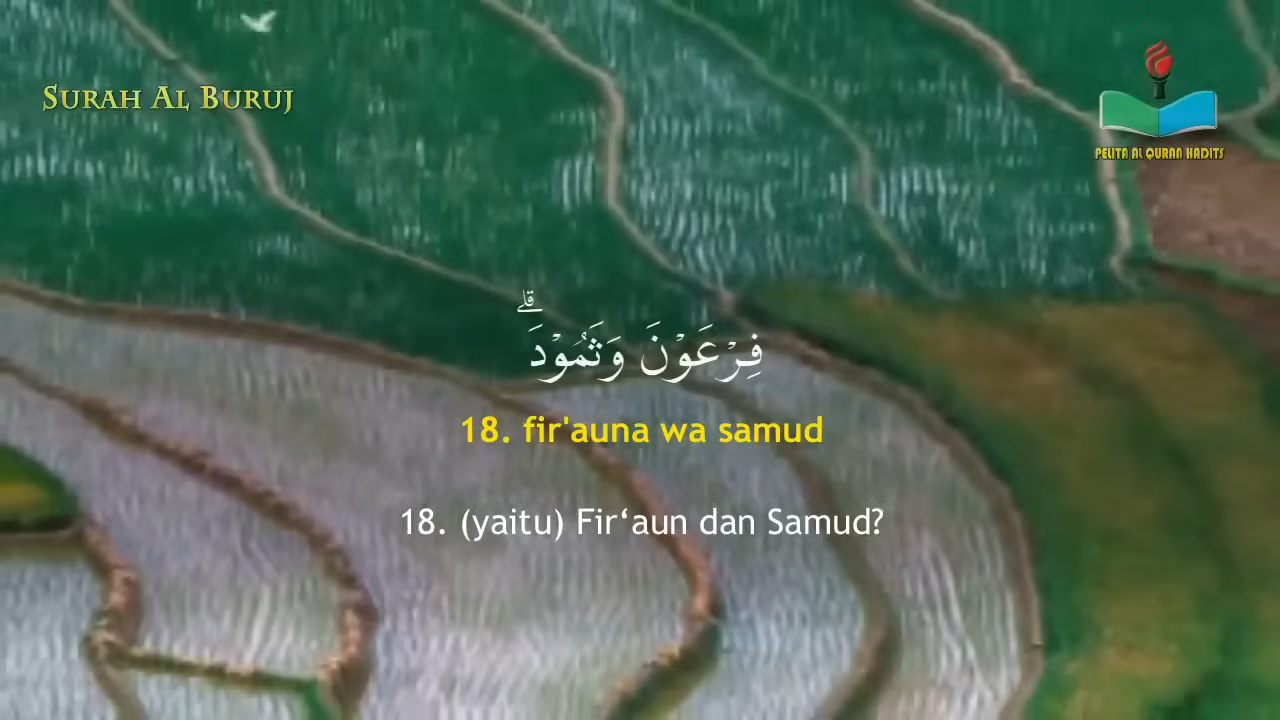 SURAH AL BURUJ
PELITA AL QURAN HADITS
فِرْعَوْنَ وَثَمُوْدَۗ
18. fir'auna wa samud
18. (yaitu) Fir‘aun dan Samud?